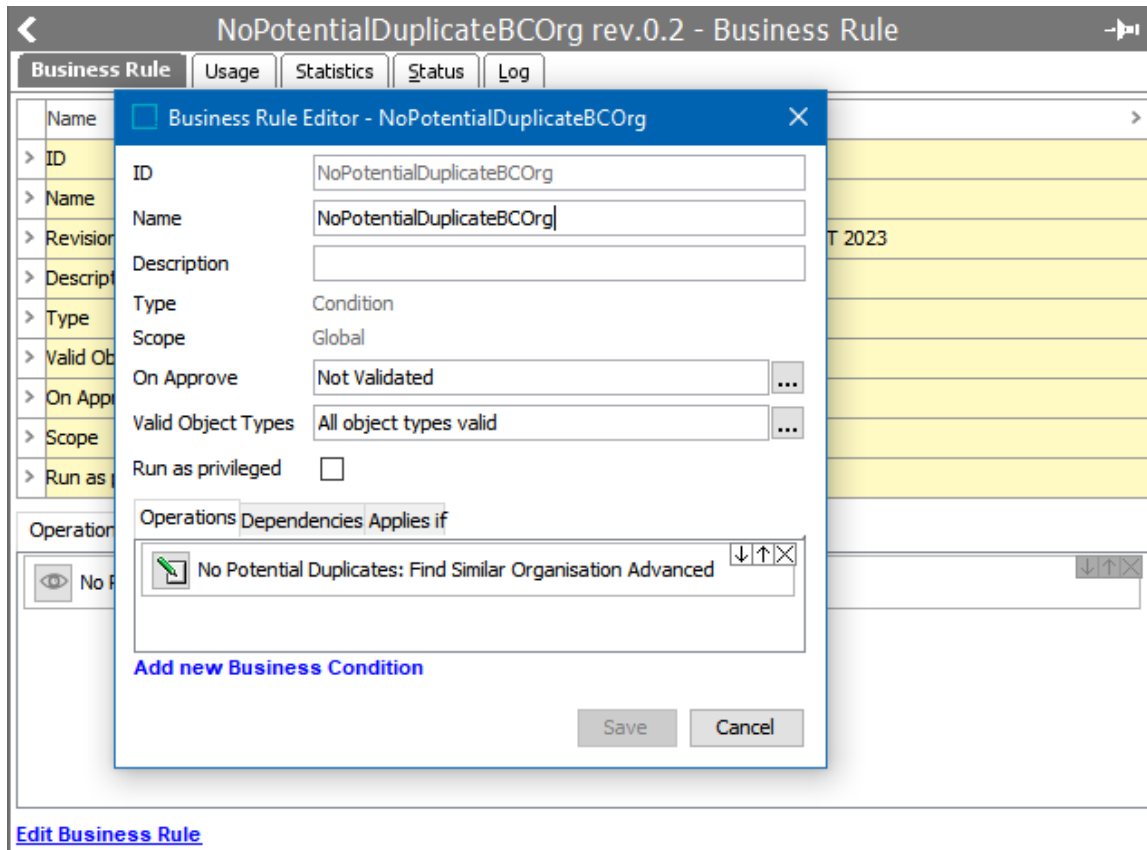 NoPotentialDuplicateBCOrg rev.0.2 - Business Rule
Business Rule Usage Statistics Status Log
Name
Business Rule Editor - NoPotentialDuplicateBCOrg
ID
Name
Revision
T 2023
Descript
Type
Valid Ob
On Appr
Scope
Run as
ID NoPotentialDuplicateBCOrg
Name NoPotentialDuplicateBCOrg
Description
Type Condition
Scope Global
On Approve Not Validated ...
Valid Object Types All object types valid ...
Run as privileged
Operations Dependencies Applies if
No Potential Duplicates: Find Similar Organisation Advanced
Add new Business Condition
Save Cancel
Operation
No
Edit Business Rule